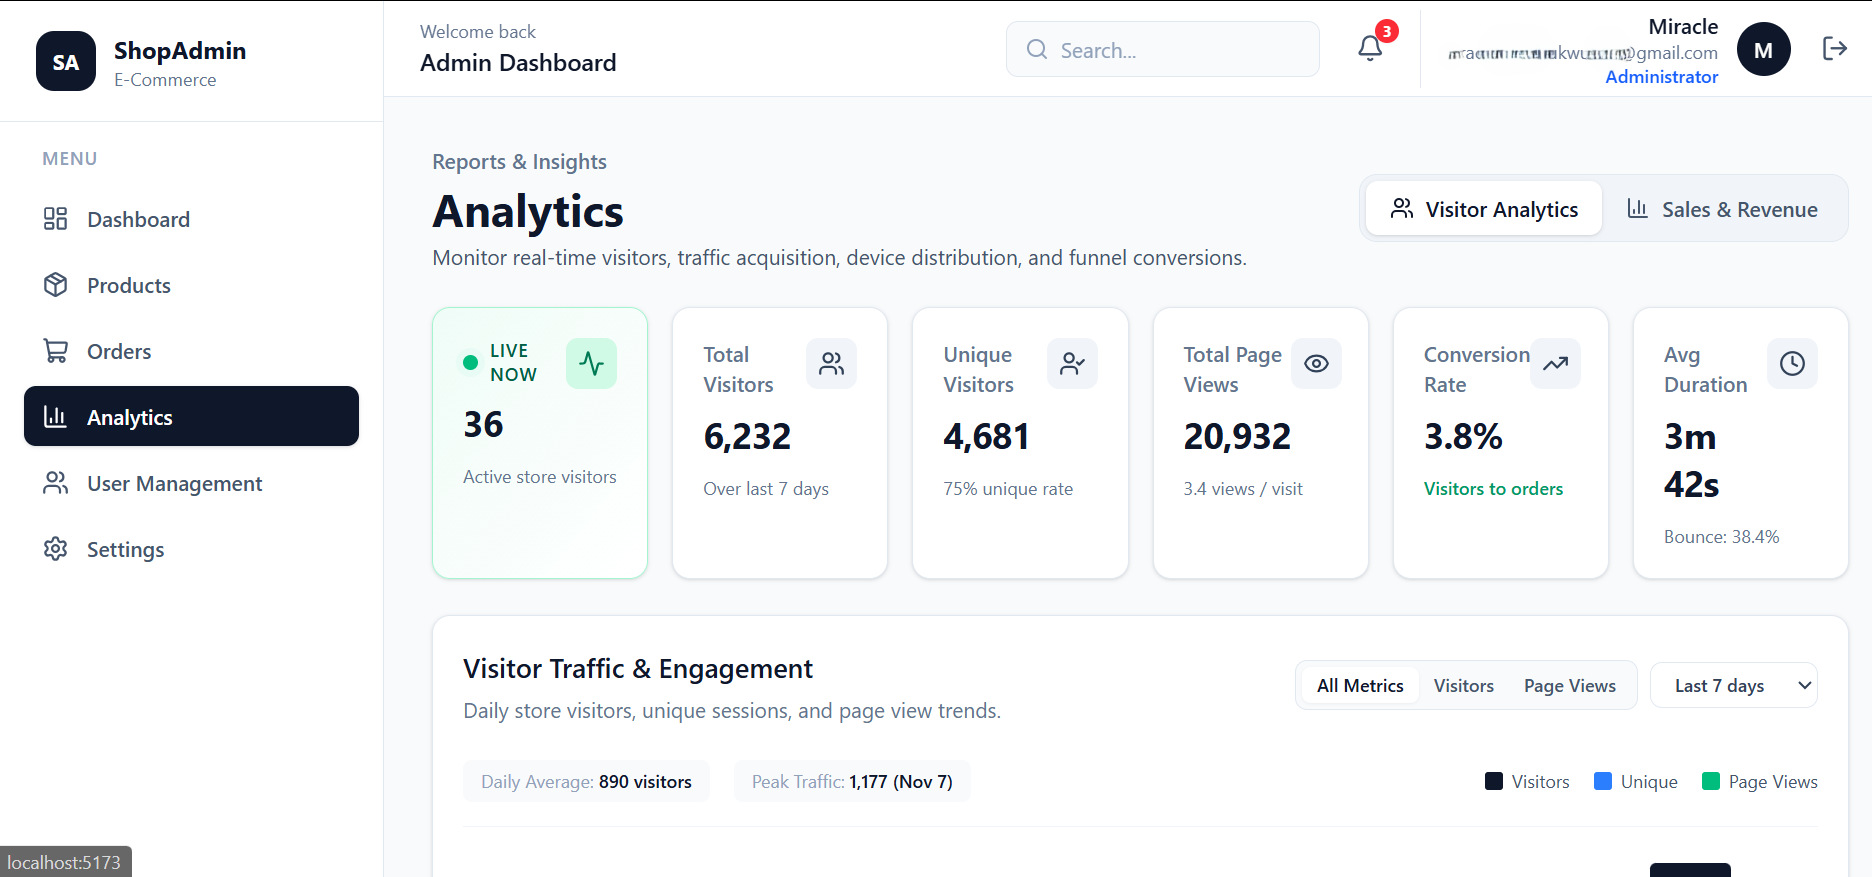 SA
ShopAdmin
E-Commerce
MENU
Dashboard
Products
Orders
Analytics
User Management
Settings
localhost:5173
Welcome back
Admin Dashboard
Search...
3
Miracle
@gmail.com
Administrator
M
Reports & Insights
Analytics
Monitor real-time visitors, traffic acquisition, device distribution, and funnel conversions.
Visitor Analytics
Sales & Revenue
LIVE
NOW
36
Active store visitors
Total
Visitors
6,232
Over last 7 days
Unique
Visitors
4,681
75% unique rate
Total Page
Views
20,932
3.4 views / visit
Conversion
Rate
3.8%
Visitors to orders
Avg
Duration
3m
42s
Bounce: 38.4%
Visitor Traffic & Engagement
Daily store visitors, unique sessions, and page view trends.
All Metrics
Visitors
Page Views
Last 7 days
Daily Average: 890 visitors
Peak Traffic: 1,177 (Nov 7)
Visitors
Unique
Page Views